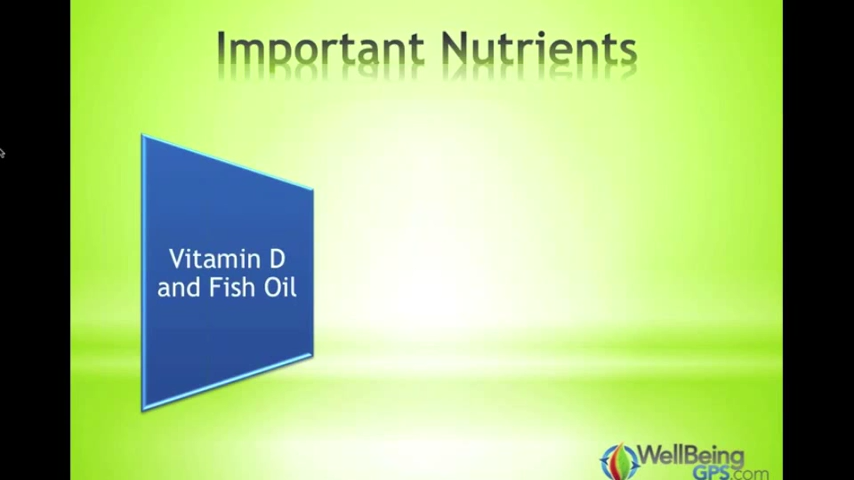 Important Nutrients
Vitamin D
and Fish Oil
WellBeing
GPS.com